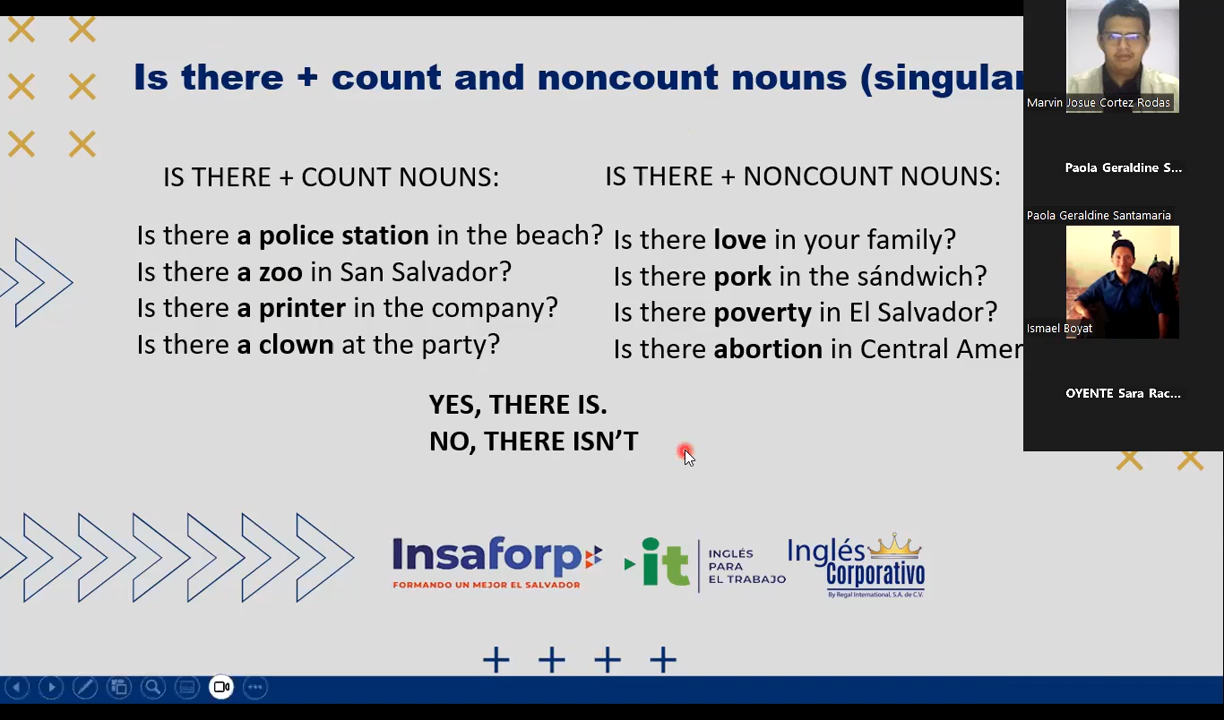 Is there + count and noncount nouns (singular
IS THERE + COUNT NOUNS:
Is there a police station in the beach?
Is there a zoo in San Salvador?
Is there a printer in the company?
Is there a clown at the party?
IS THERE + NONCOUNT NOUNS:
Is there love in your family?
Is there pork in the sándwich?
Is there poverty in El Salvador?
Is there abortion in Central Amer
YES, THERE IS.
NO, THERE ISN’T
Insaforp
FORMANDO UN MEJOR EL SALVADOR
it
INGLÉS
PARA
EL TRABAJO
Inglés
Corporativo
By Regal International, S.A. de C.V.
Marvin Josue Cortez Rodas
Paola Geraldine S...
Paola Geraldine Santamaria
Ismael Boyat
OYENTE Sara Rac...